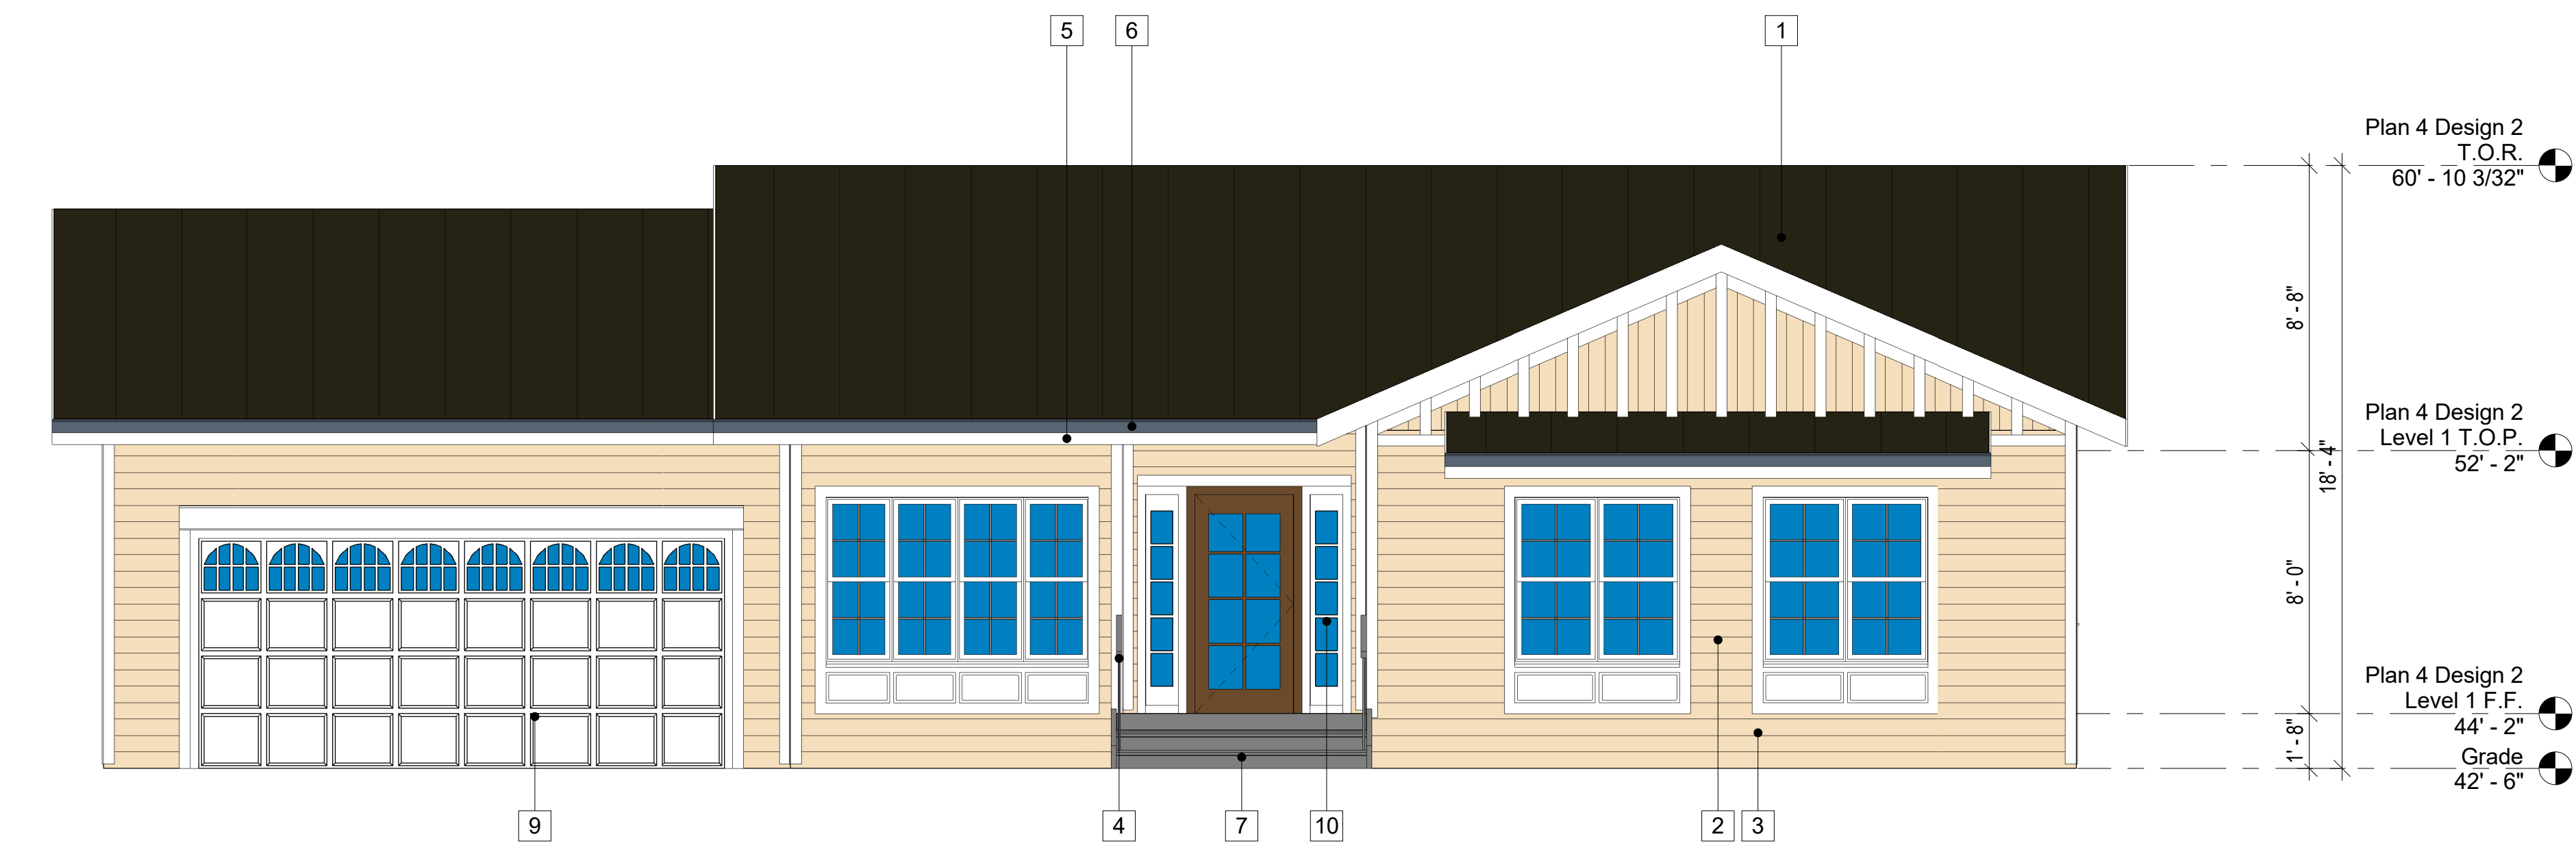 5
6
1
Plan 4 Design 2
T.O.R.
60' - 10 3/32"
8' - 8"
Plan 4 Design 2
Level 1 T.O.P.
52' - 2"
18' - 4"
8' - 0"
Plan 4 Design 2
Level 1 F.F.
44' - 2"
1' - 8"
Grade
42' - 6"
9
4
7
10
2
3